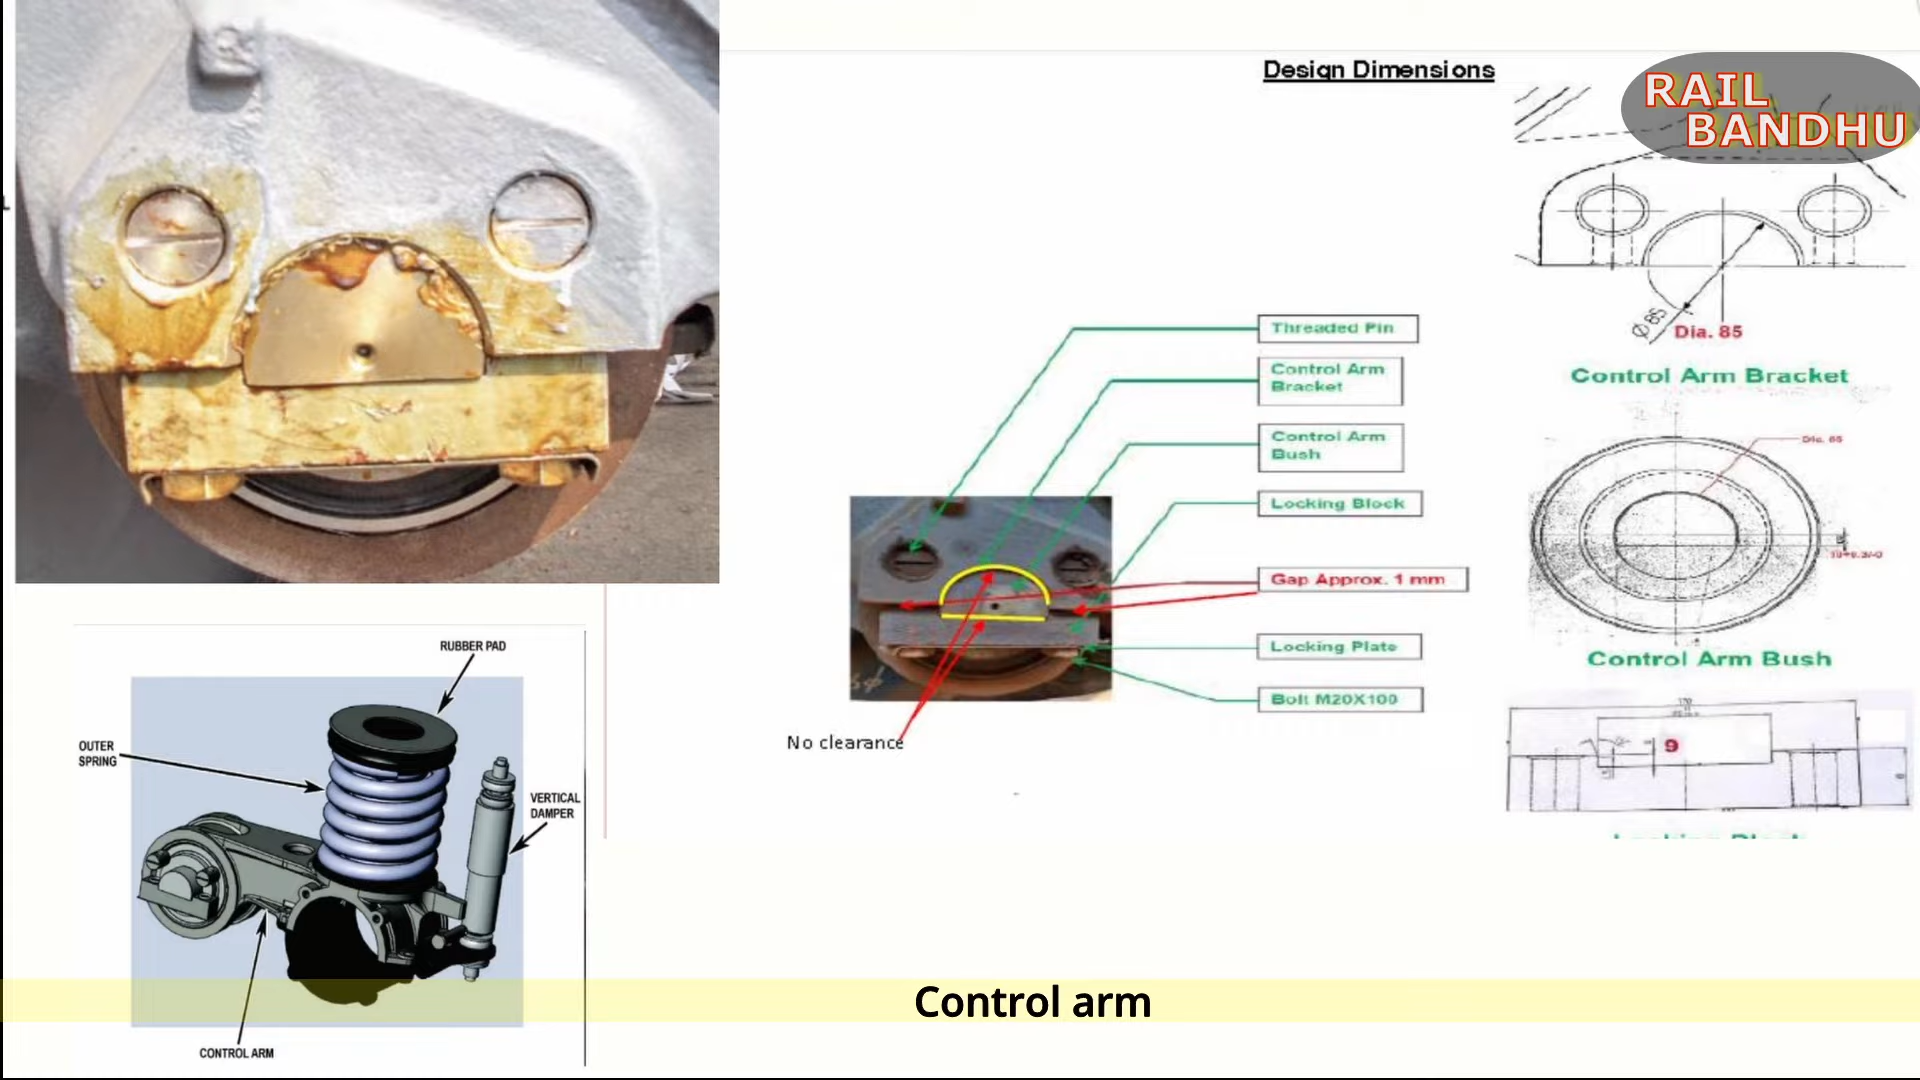 Design Dimensions
RAIL
BANDHU
Threaded Pin
Control Arm
Bracket
Control Arm
Bush
Locking Block
Gap Approx. 1 mm
Locking Plate
Bolt M20X100
No clearance
Ø 85
Dia. 85
Control Arm Bracket
Control Arm Bush
9
RUBBER PAD
OUTER
SPRING
VERTICAL
DAMPER
CONTROL ARM
Control arm